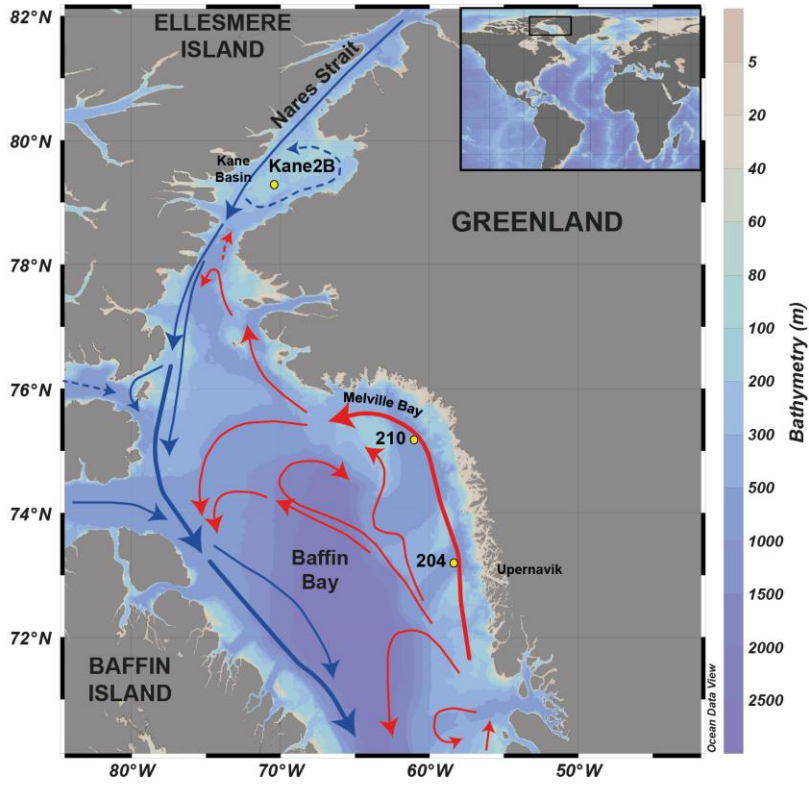 82°N
80°N
78°N
76°N
74°N
72°N
80°W
70°W
60°W
50°W
ELLESMERE
ISLAND
Nares Strait
Kane
Basin
Kane2B
GREENLAND
Melville Bay
210
204
Upernavik
Baffin
Bay
BAFFIN
ISLAND
Ocean Data View
5
20
40
60
80
100
200
300
500
1000
1500
2000
2500
Bathymetry (m)